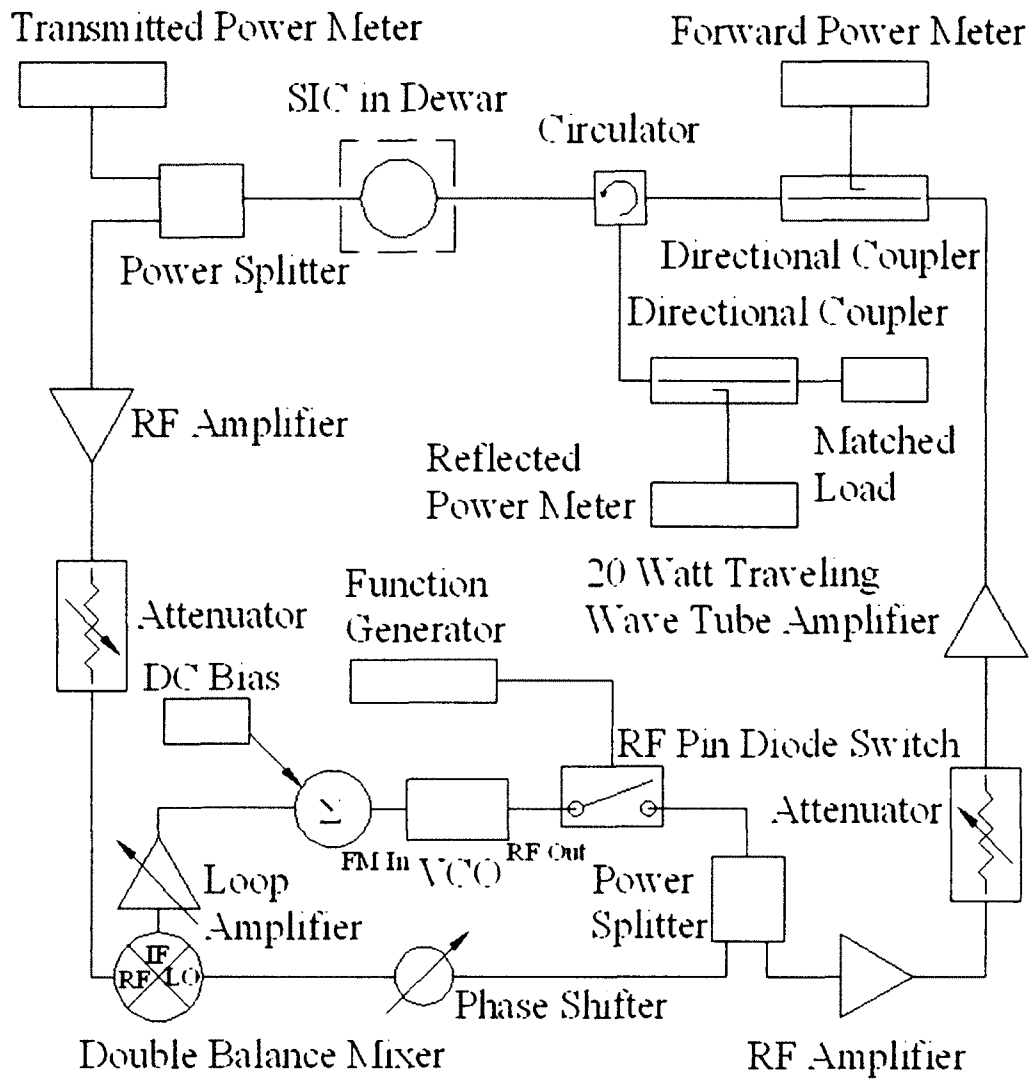 Transmitted Power Meter
Forward Power Meter
SIC in Dewar
Circulator
Power Splitter
Directional Coupler
Directional Coupler
RF Amplifier
Matched
Load
Reflected
Power Meter
Function
Generator
20 Watt Traveling
Wave Tube Amplifier
Attenuator
DC Bias
RF Pin Diode Switch
Attenuator
Σ
FM In
VCO
RF Out
Loop
Amplifier
Power
Splitter
IF
RF
LO
Phase Shifter
Double Balance Mixer
RF Amplifier